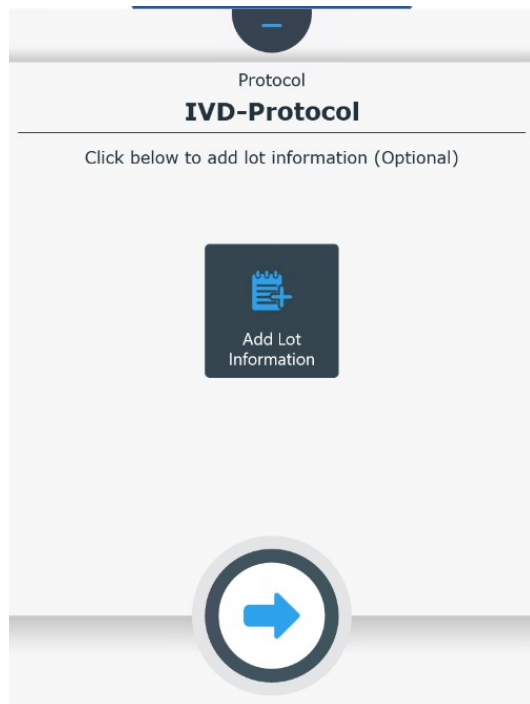 Protocol
IVD-Protocol
Click below to add lot information (Optional)
Add Lot
Information